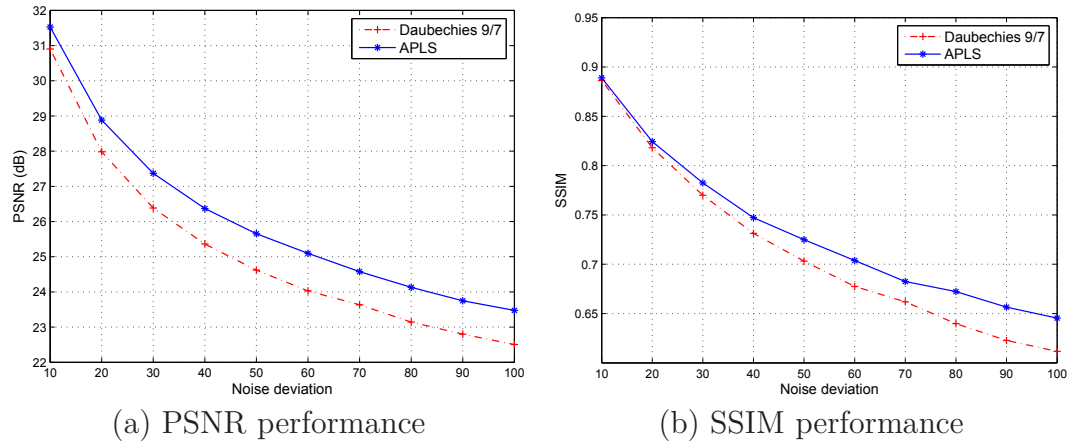 32
31
30
29
28
27
26
25
24
23
22
PSNR (dB)
10 20 30 40 50 60 70 80 90 100
Noise deviation
Daubechies 9/7
APLS
(a) PSNR performance
0.95
0.9
0.85
0.8
0.75
0.7
0.65
SSIM
10 20 30 40 50 60 70 80 90 100
Noise deviation
Daubechies 9/7
APLS
(b) SSIM performance